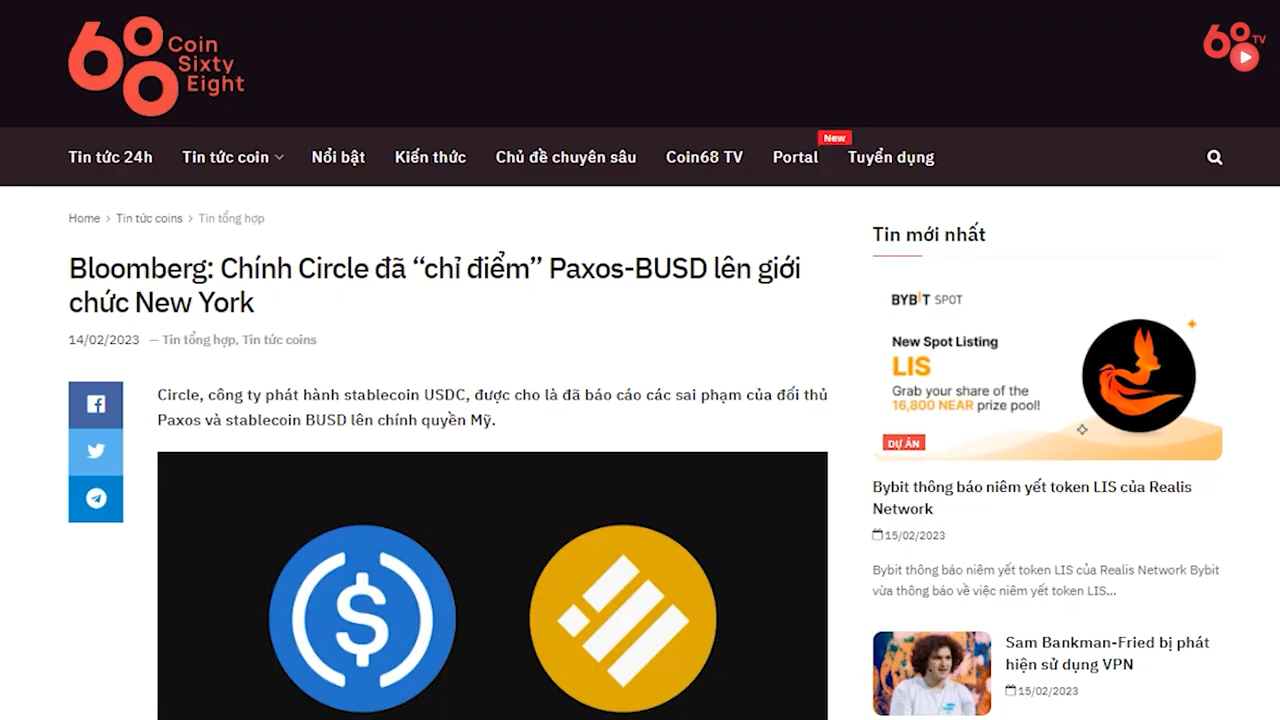 68 Coin
Sixty
Eight
68 TV
Tin tức 24h Tin tức coin Nổi bật Kiến thức Chủ đề chuyên sâu Coin68 TV Portal New Tuyển dụng
Home > Tin tức coins > Tin tổng hợp
Bloomberg: Chính Circle đã “chỉ điểm” Paxos-BUSD lên giới
chức New York
14/02/2023 — Tin tổng hợp, Tin tức coins
Circle, công ty phát hành stablecoin USDC, được cho là đã báo cáo các sai phạm của đối thủ
Paxos và stablecoin BUSD lên chính quyền Mỹ.
$
Tin mới nhất
BYBIT SPOT
New Spot Listing
LIS
Grab your share of the
16,800 NEAR prize pool!
DỰ ÁN
Bybit thông báo niêm yết token LIS của Realis
Network
15/02/2023
Bybit thông báo niêm yết token LIS của Realis Network Bybit
vừa thông báo về việc niêm yết token LIS...
Sam Bankman-Fried bị phát
hiện sử dụng VPN
15/02/2023